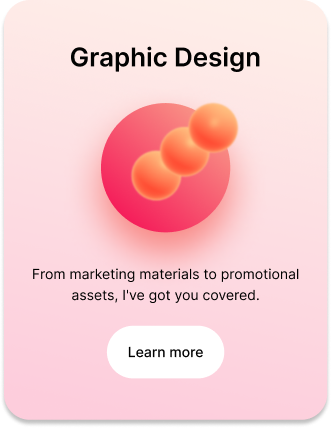 Graphic Design
From marketing materials to promotional
assets, I've got you covered.
Learn more